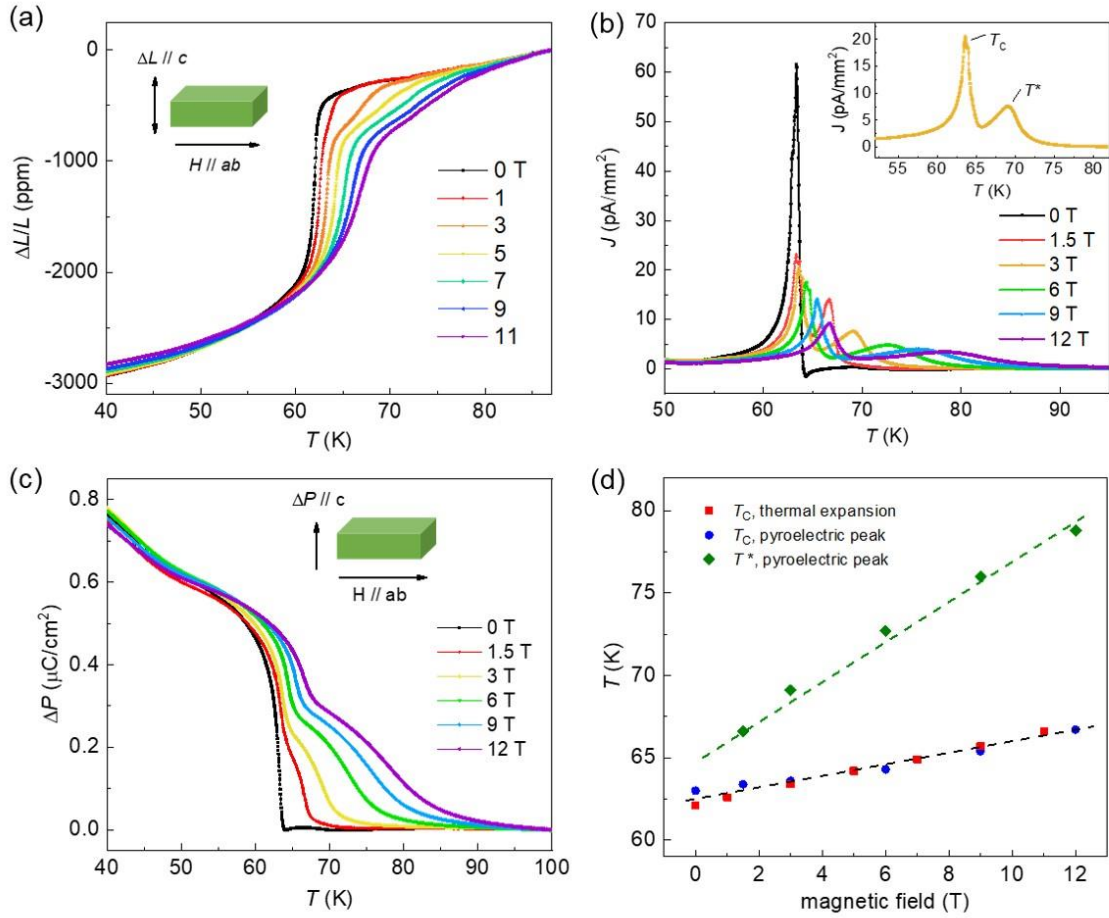 (a)
0
-1000
-2000
-3000
ΔL/L (ppm)
ΔL // c
H // ab
0 T
1
3
5
7
9
11
40 50 60 70 80
T (K)
(b)
70
60
50
40
30
20
10
0
J (pA/mm²)
20
15
10
5
0
J (pA/mm²)
T_C
T*
55 60 65 70 75 80
T (K)
0 T
1.5 T
3 T
6 T
9 T
12 T
50 60 70 80 90
T (K)
(c)
0.8
0.6
0.4
0.2
0.0
ΔP (μC/cm²)
ΔP // c
H // ab
0 T
1.5 T
3 T
6 T
9 T
12 T
40 50 60 70 80 90 100
T (K)
(d)
80
75
70
65
60
T (K)
T_C, thermal expansion
T_C, pyroelectric peak
T *, pyroelectric peak
0 2 4 6 8 10 12
magnetic field (T)